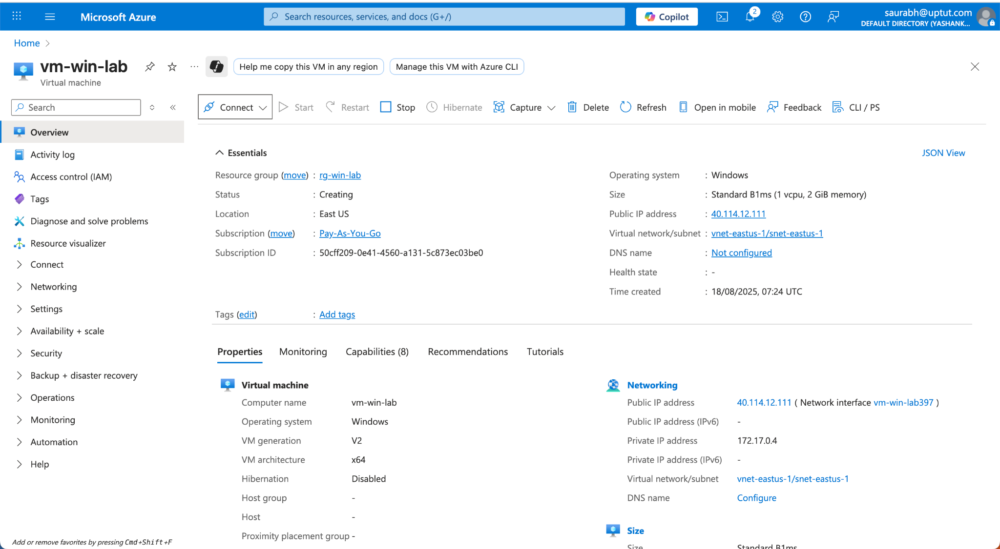 Microsoft Azure
Search resources, services, and docs (G+/)
Copilot
2
saurabh@uptut.com
DEFAULT DIRECTORY (YASHANK...
Home
vm-win-lab
Virtual machine
Help me copy this VM in any region
Manage this VM with Azure CLI
Search
Connect
Start
Restart
Stop
Hibernate
Capture
Delete
Refresh
Open in mobile
Feedback
CLI / PS
Overview
Activity log
Access control (IAM)
Tags
Diagnose and solve problems
Resource visualizer
Connect
Networking
Settings
Availability + scale
Security
Backup + disaster recovery
Operations
Monitoring
Automation
Help
Add or remove favorites by pressing Cmd+Shift+F
Essentials
JSON View
Resource group (move) : rg-win-lab
Status : Creating
Location : East US
Subscription (move) : Pay-As-You-Go
Subscription ID : 50cff209-0e41-4560-a131-5c873ec03be0
Operating system : Windows
Size : Standard B1ms (1 vcpu, 2 GiB memory)
Public IP address : 40.114.12.111
Virtual network/subnet : vnet-eastus-1/snet-eastus-1
DNS name : Not configured
Health state : -
Time created : 18/08/2025, 07:24 UTC
Tags (edit) : Add tags
Properties
Monitoring
Capabilities (8)
Recommendations
Tutorials
Virtual machine
Computer name vm-win-lab
Operating system Windows
VM generation V2
VM architecture x64
Hibernation Disabled
Host group -
Host -
Proximity placement group -
Networking
Public IP address 40.114.12.111 ( Network interface vm-win-lab397 )
Public IP address (IPv6) -
Private IP address 172.17.0.4
Private IP address (IPv6) -
Virtual network/subnet vnet-eastus-1/snet-eastus-1
DNS name Configure
Size
Size Standard B1ms